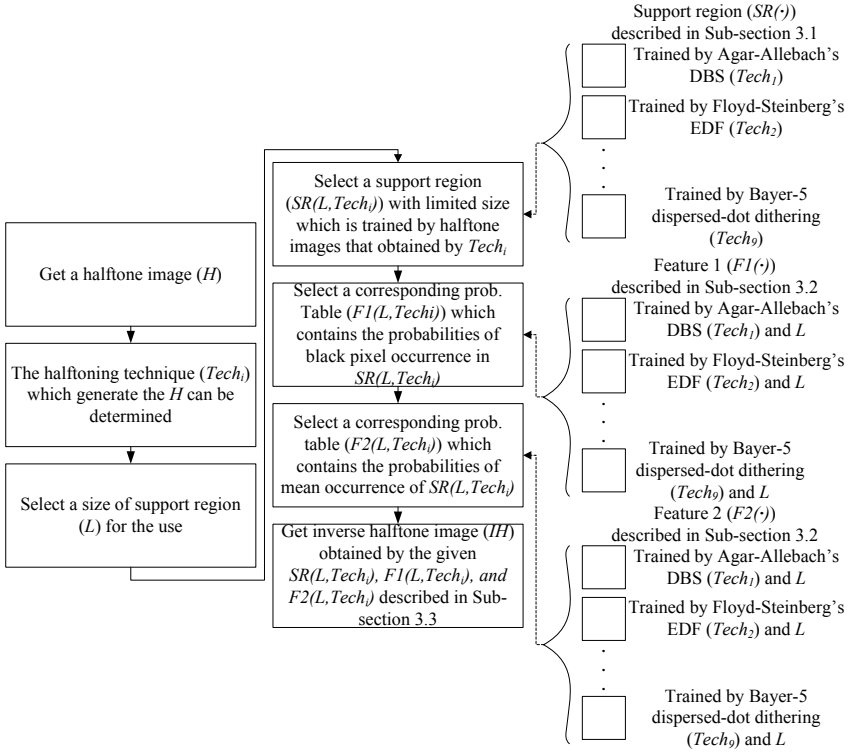 Get a halftone image (H)
The halftoning technique (Techi)
which generate the H can be
determined
Select a size of support region
(L) for the use
Select a support region
(SR(L,Techi)) with limited size
which is trained by halftone
images that obtained by Techi
Select a corresponding prob.
Table (F1(L,Techi)) which
contains the probabilities of
black pixel occurrence in
SR(L,Techi)
Select a corresponding prob.
table (F2(L,Techi)) which
contains the probabilities of
mean occurrence of SR(L,Techi)
Get inverse halftone image (IH)
obtained by the given
SR(L,Techi), F1(L,Techi), and
F2(L,Techi) described in Sub-
section 3.3
Support region (SR(·))
described in Sub-section 3.1
Trained by Agar-Allebach’s
DBS (Tech1)
Trained by Floyd-Steinberg’s
EDF (Tech2)
Trained by Bayer-5
dispersed-dot dithering
(Tech9)
Feature 1 (F1(·))
described in Sub-section 3.2
Trained by Agar-Allebach’s
DBS (Tech1) and L
Trained by Floyd-Steinberg’s
EDF (Tech2) and L
Trained by Bayer-5
dispersed-dot dithering
(Tech9) and L
Feature 2 (F2(·))
described in Sub-section 3.2
Trained by Agar-Allebach’s
DBS (Tech1) and L
Trained by Floyd-Steinberg’s
EDF (Tech2) and L
Trained by Bayer-5
dispersed-dot dithering
(Tech9) and L